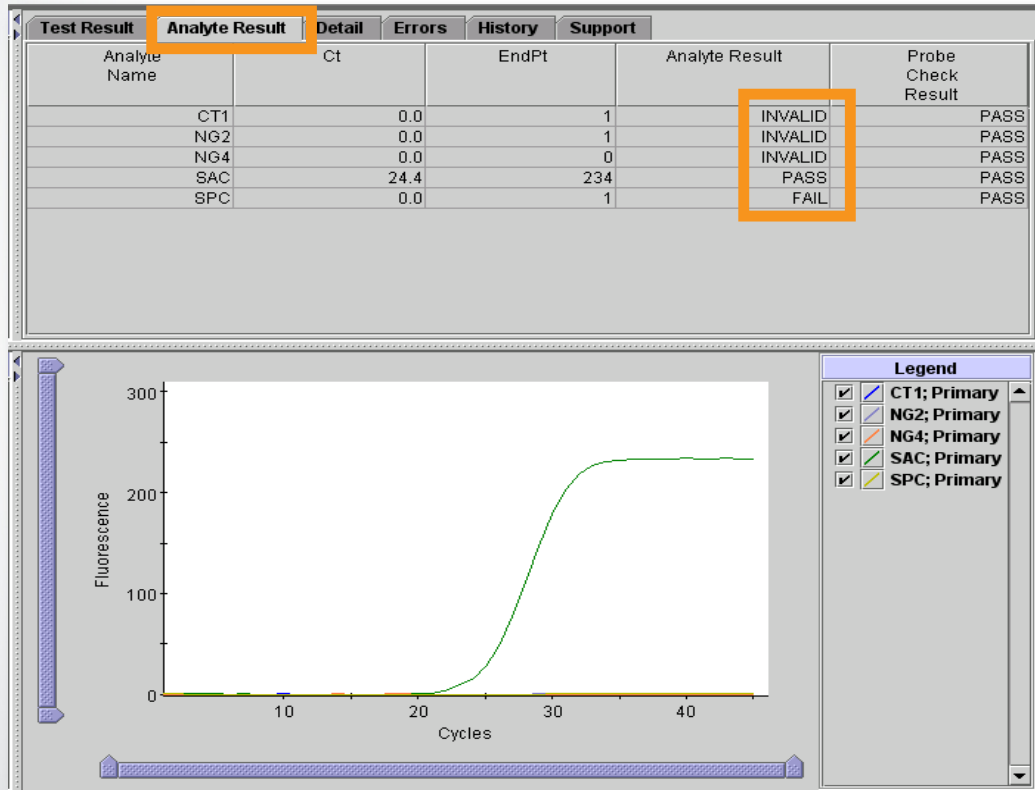 Test Result Analyte Result Detail Errors History Support
Analyte Name Ct EndPt Analyte Result Probe Check Result
CT1 0.0 1 INVALID PASS
NG2 0.0 1 INVALID PASS
NG4 0.0 0 INVALID PASS
SAC 24.4 234 PASS PASS
SPC 0.0 1 FAIL PASS
Legend
CT1; Primary
NG2; Primary
NG4; Primary
SAC; Primary
SPC; Primary
300
200
100
0
Fluorescence
10 20 30 40
Cycles